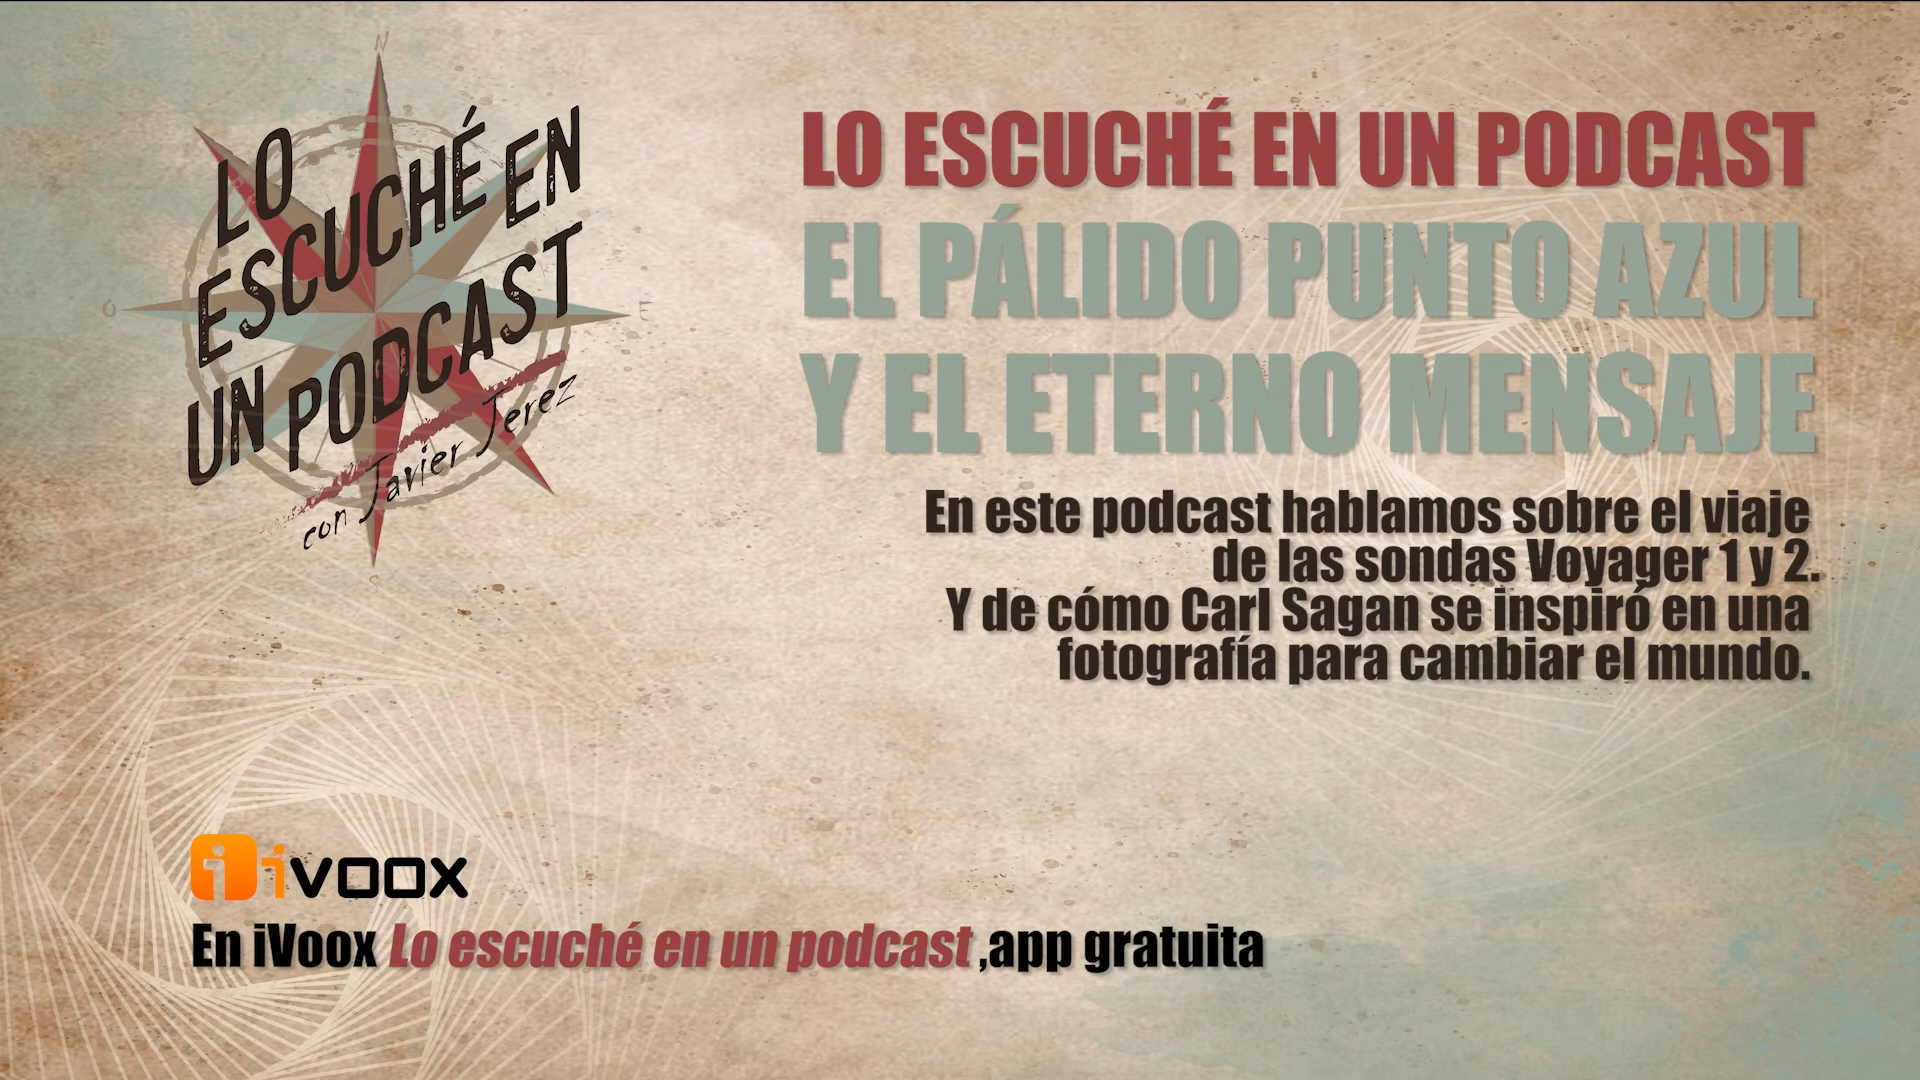 N
O
E
LO
ESCUCHÉ EN
UN PODCAST
con Javier Jerez
LO ESCUCHÉ EN UN PODCAST
EL PÁLIDO PUNTO AZUL
Y EL ETERNO MENSAJE
En este podcast hablamos sobre el viaje
de las sondas Voyager 1 y 2.
Y de cómo Carl Sagan se inspiró en una
fotografía para cambiar el mundo.
i ivoox
En iVoox Lo escuché en un podcast ,app gratuita